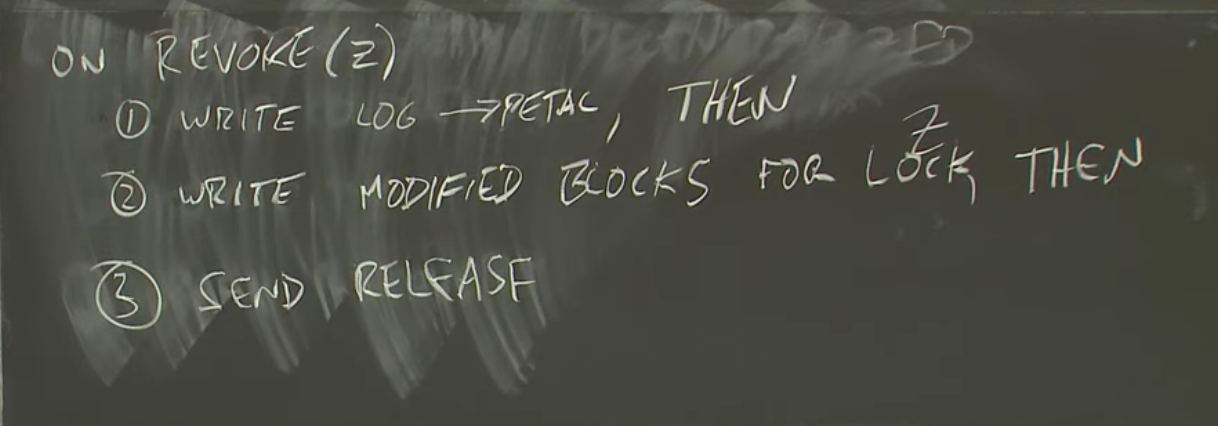 ON REVOKE(Z)
① WRITE LOG →PETAL, THEN
② WRITE MODIFIED BLOCKS FOR LOCK Z, THEN
③ SEND RELEASE